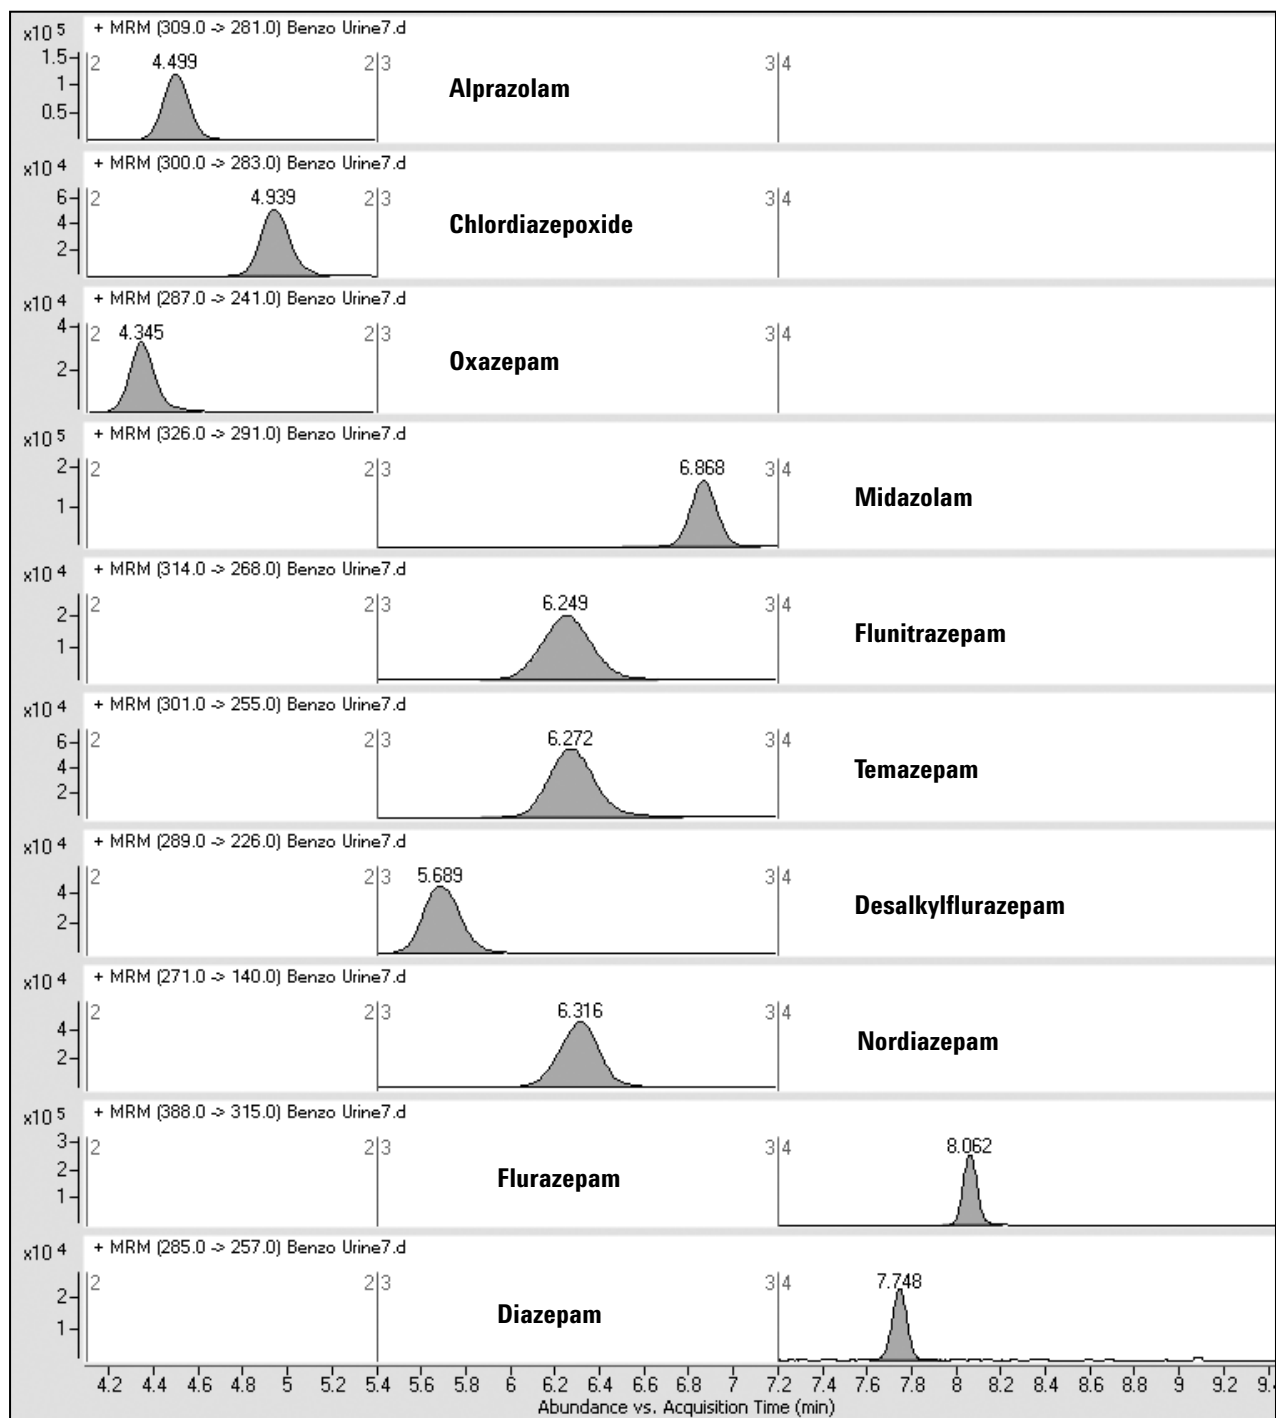 x10 5 + MRM (309.0 -> 281.0) Benzo Urine7.d
1.5
1
0.5
2 4.499 2 3 3 4
Alprazolam
x10 4 + MRM (300.0 -> 283.0) Benzo Urine7.d
6
4
2
2 4.939 2 3 3 4
Chlordiazepoxide
x10 4 + MRM (287.0 -> 241.0) Benzo Urine7.d
4
2
2 4.345 2 3 3 4
Oxazepam
x10 5 + MRM (326.0 -> 291.0) Benzo Urine7.d
2
1
2 2 3 6.868 3 4
Midazolam
x10 4 + MRM (314.0 -> 268.0) Benzo Urine7.d
2
1
2 2 3 6.249 3 4
Flunitrazepam
x10 4 + MRM (301.0 -> 255.0) Benzo Urine7.d
6
4
2
2 2 3 6.272 3 4
Temazepam
x10 4 + MRM (289.0 -> 226.0) Benzo Urine7.d
4
2
2 2 3 5.689 3 4
Desalkylflurazepam
x10 4 + MRM (271.0 -> 140.0) Benzo Urine7.d
4
2
2 2 3 6.316 3 4
Nordiazepam
x10 5 + MRM (388.0 -> 315.0) Benzo Urine7.d
3
2
1
2 2 3 3 4 8.062
Flurazepam
x10 4 + MRM (285.0 -> 257.0) Benzo Urine7.d
2
1
2 2 3 3 4 7.748
Diazepam
4.2 4.4 4.6 4.8 5 5.2 5.4 5.6 5.8 6 6.2 6.4 6.6 6.8 7 7.2 7.4 7.6 7.8 8 8.2 8.4 8.6 8.8 9 9.2 9.
Abundance vs. Acquisition Time (min)